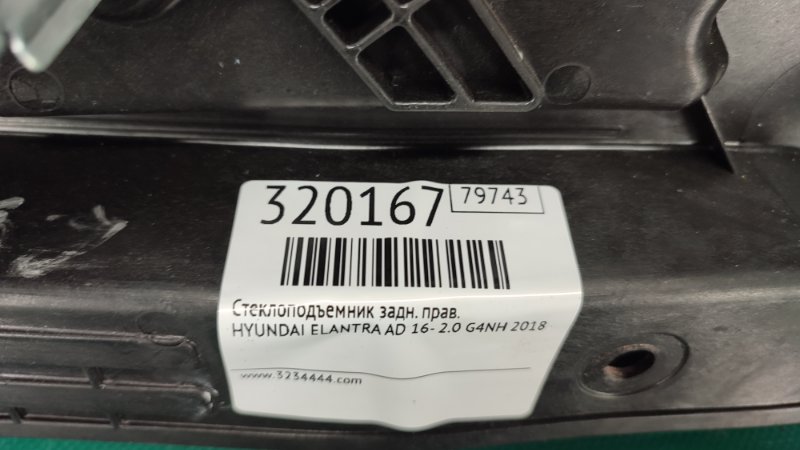 320167 79743
Стеклоподъемник задн. прав.
HYUNDAI ELANTRA AD 16- 2.0 G4NH 2018
www.3234444.com